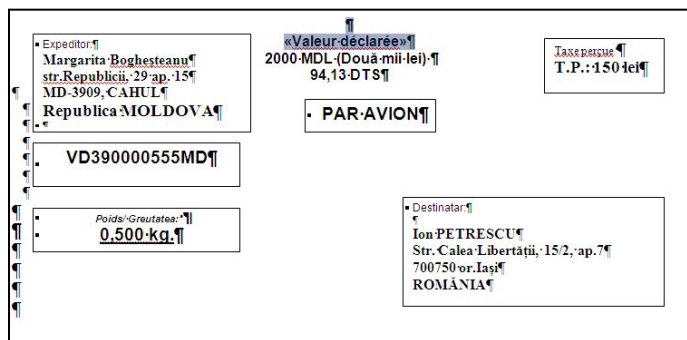 Expeditor:
Margarita Bogheșteanu
str.Republicii, 29 ap. 15
MD-3909, CAHUL
Republica MOLDOVA
«Valeur déclarée»
2000 MDL (Două mii lei)
94,13 DTS
Taxe perçue
T.P.: 150 lei
PAR AVION
VD390000555MD
Poids/ Greutatea:
0,500 kg.
Destinatar:
Ion PETRESCU
Str. Calea Libertății, 15/2, ap.7
700750 or.Iași
ROMÂNIA